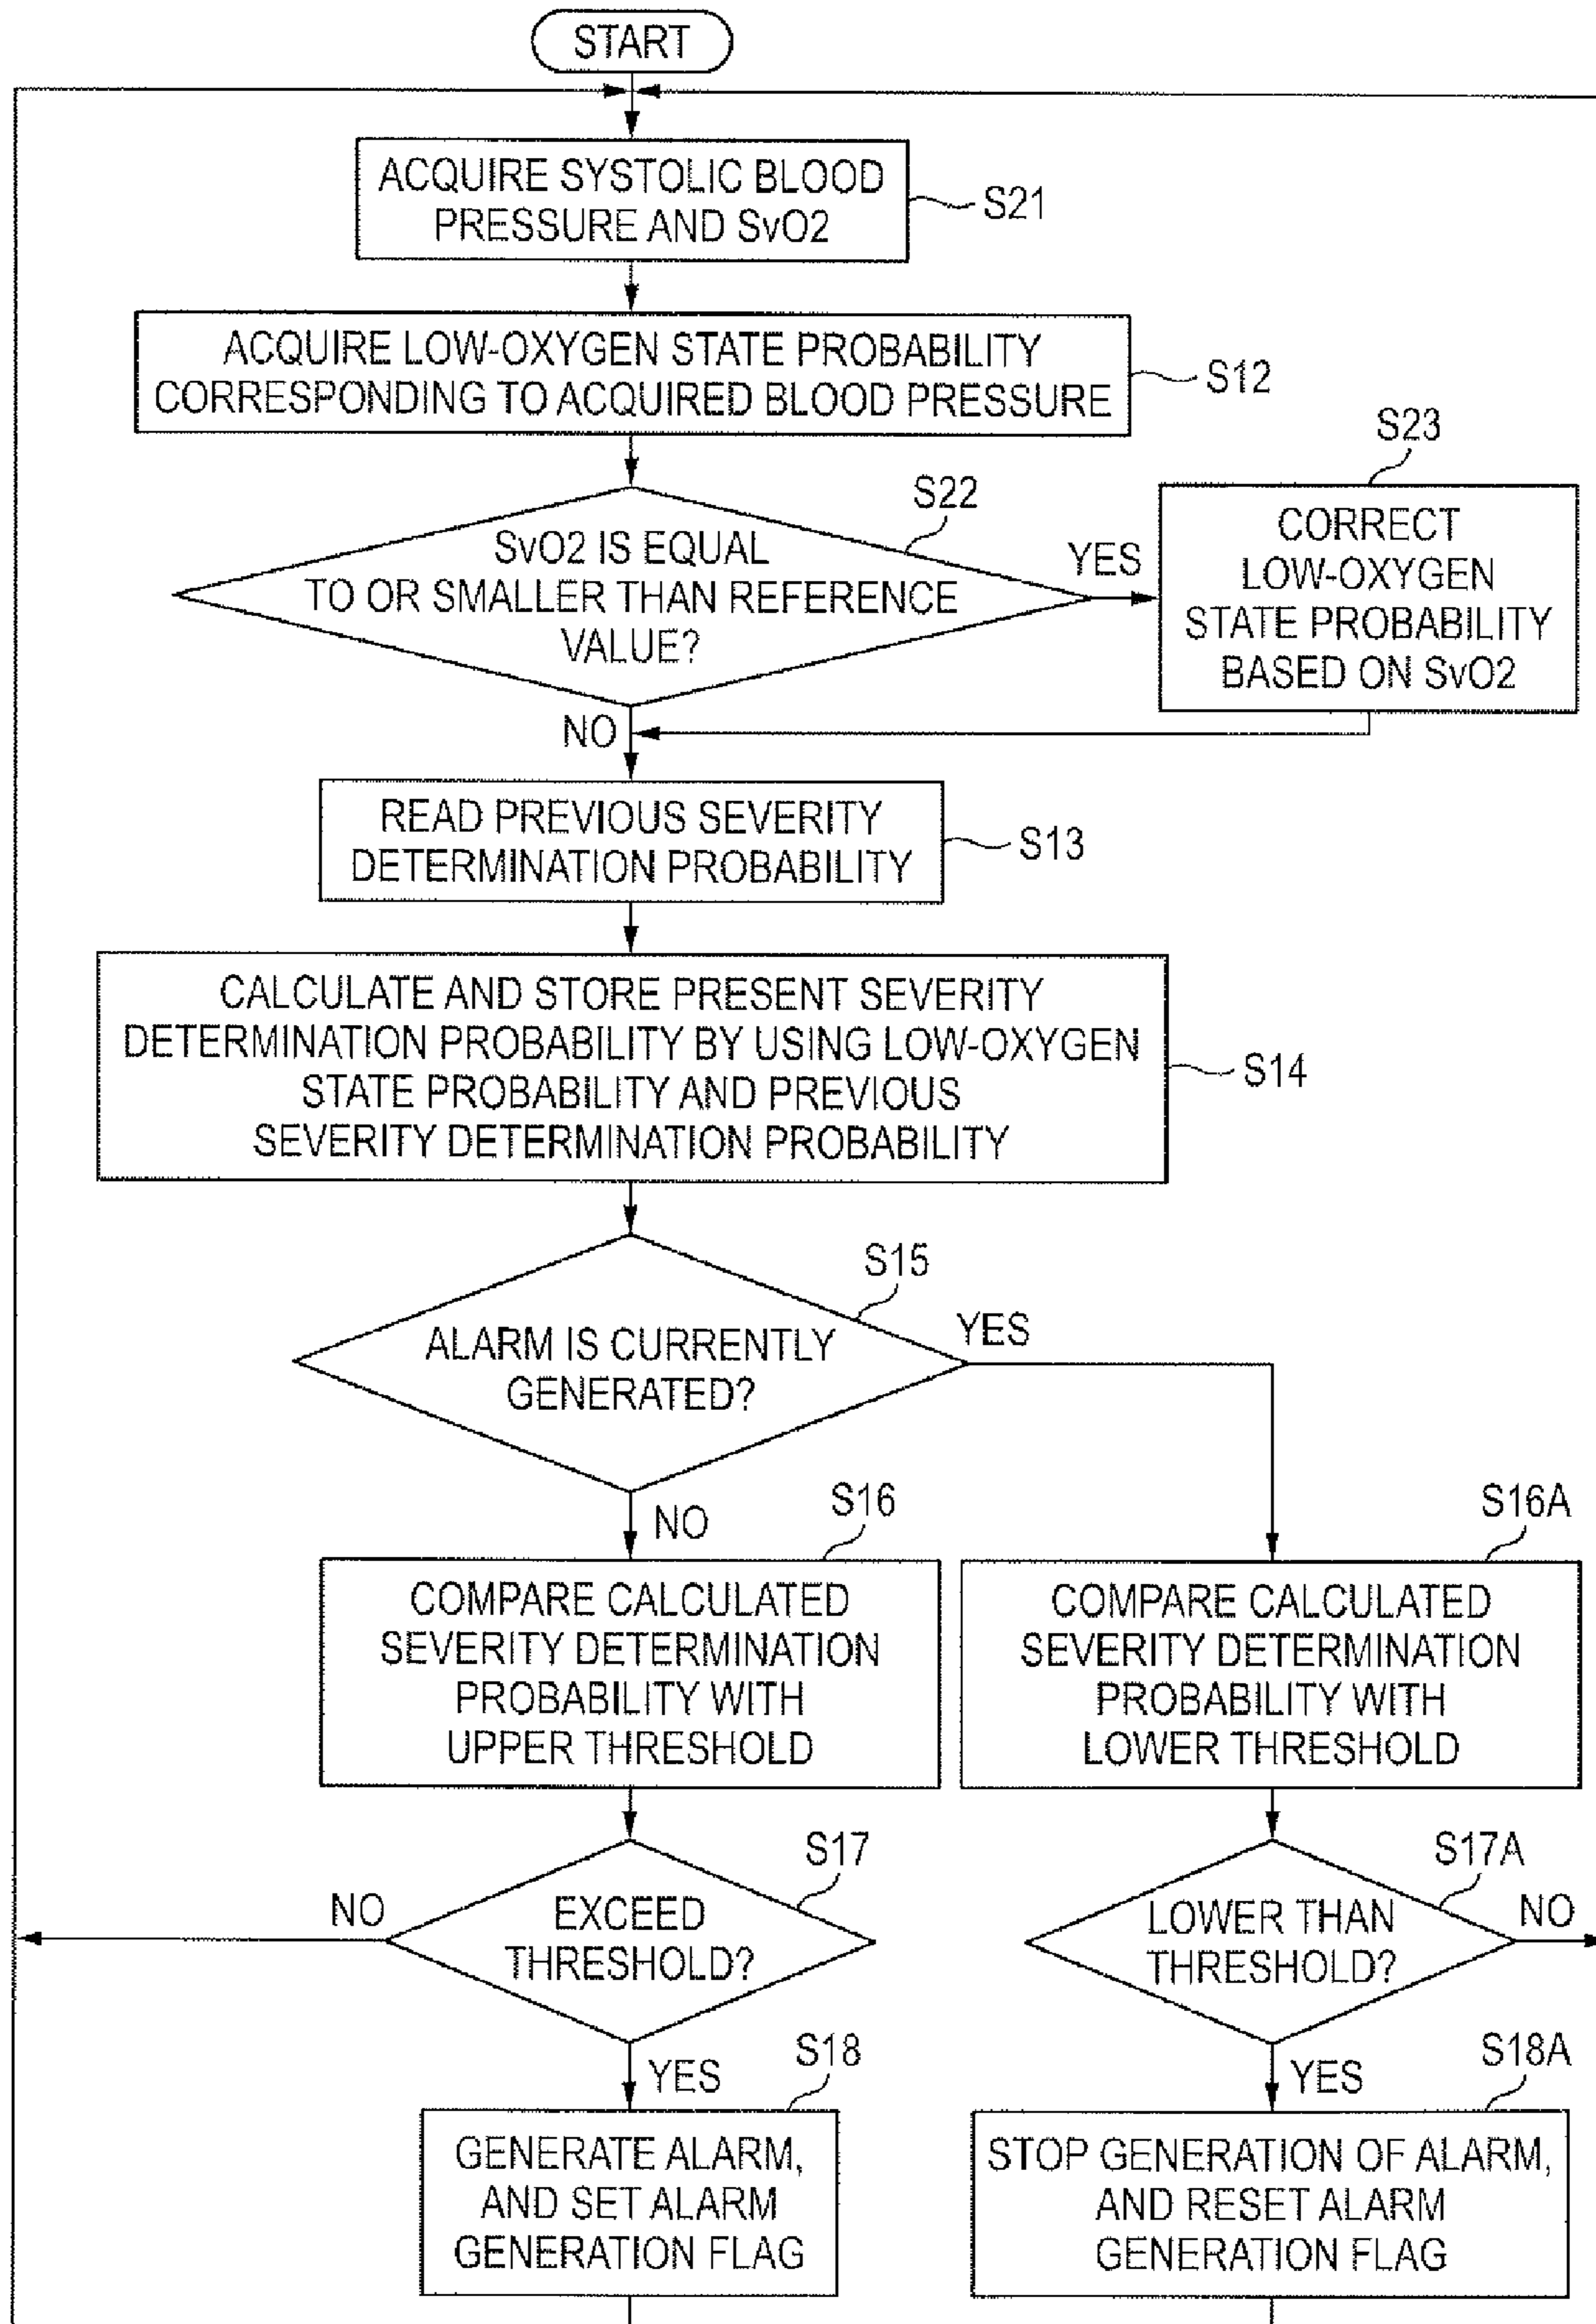 START
ACQUIRE SYSTOLIC BLOOD
PRESSURE AND SvO2
S21
ACQUIRE LOW-OXYGEN STATE PROBABILITY
CORRESPONDING TO ACQUIRED BLOOD PRESSURE
S12
SvO2 IS EQUAL
TO OR SMALLER THAN REFERENCE
VALUE?
S22
YES
S23
CORRECT
LOW-OXYGEN
STATE PROBABILITY
BASED ON SvO2
NO
READ PREVIOUS SEVERITY
DETERMINATION PROBABILITY
S13
CALCULATE AND STORE PRESENT SEVERITY
DETERMINATION PROBABILITY BY USING LOW-OXYGEN
STATE PROBABILITY AND PREVIOUS
SEVERITY DETERMINATION PROBABILITY
S14
ALARM IS CURRENTLY
GENERATED?
S15
YES
NO
S16
COMPARE CALCULATED
SEVERITY DETERMINATION
PROBABILITY WITH
UPPER THRESHOLD
S16A
COMPARE CALCULATED
SEVERITY DETERMINATION
PROBABILITY WITH
LOWER THRESHOLD
S17
EXCEED
THRESHOLD?
NO
YES
S17A
LOWER THAN
THRESHOLD?
NO
YES
S18
GENERATE ALARM,
AND SET ALARM
GENERATION FLAG
S18A
STOP GENERATION OF ALARM,
AND RESET ALARM
GENERATION FLAG